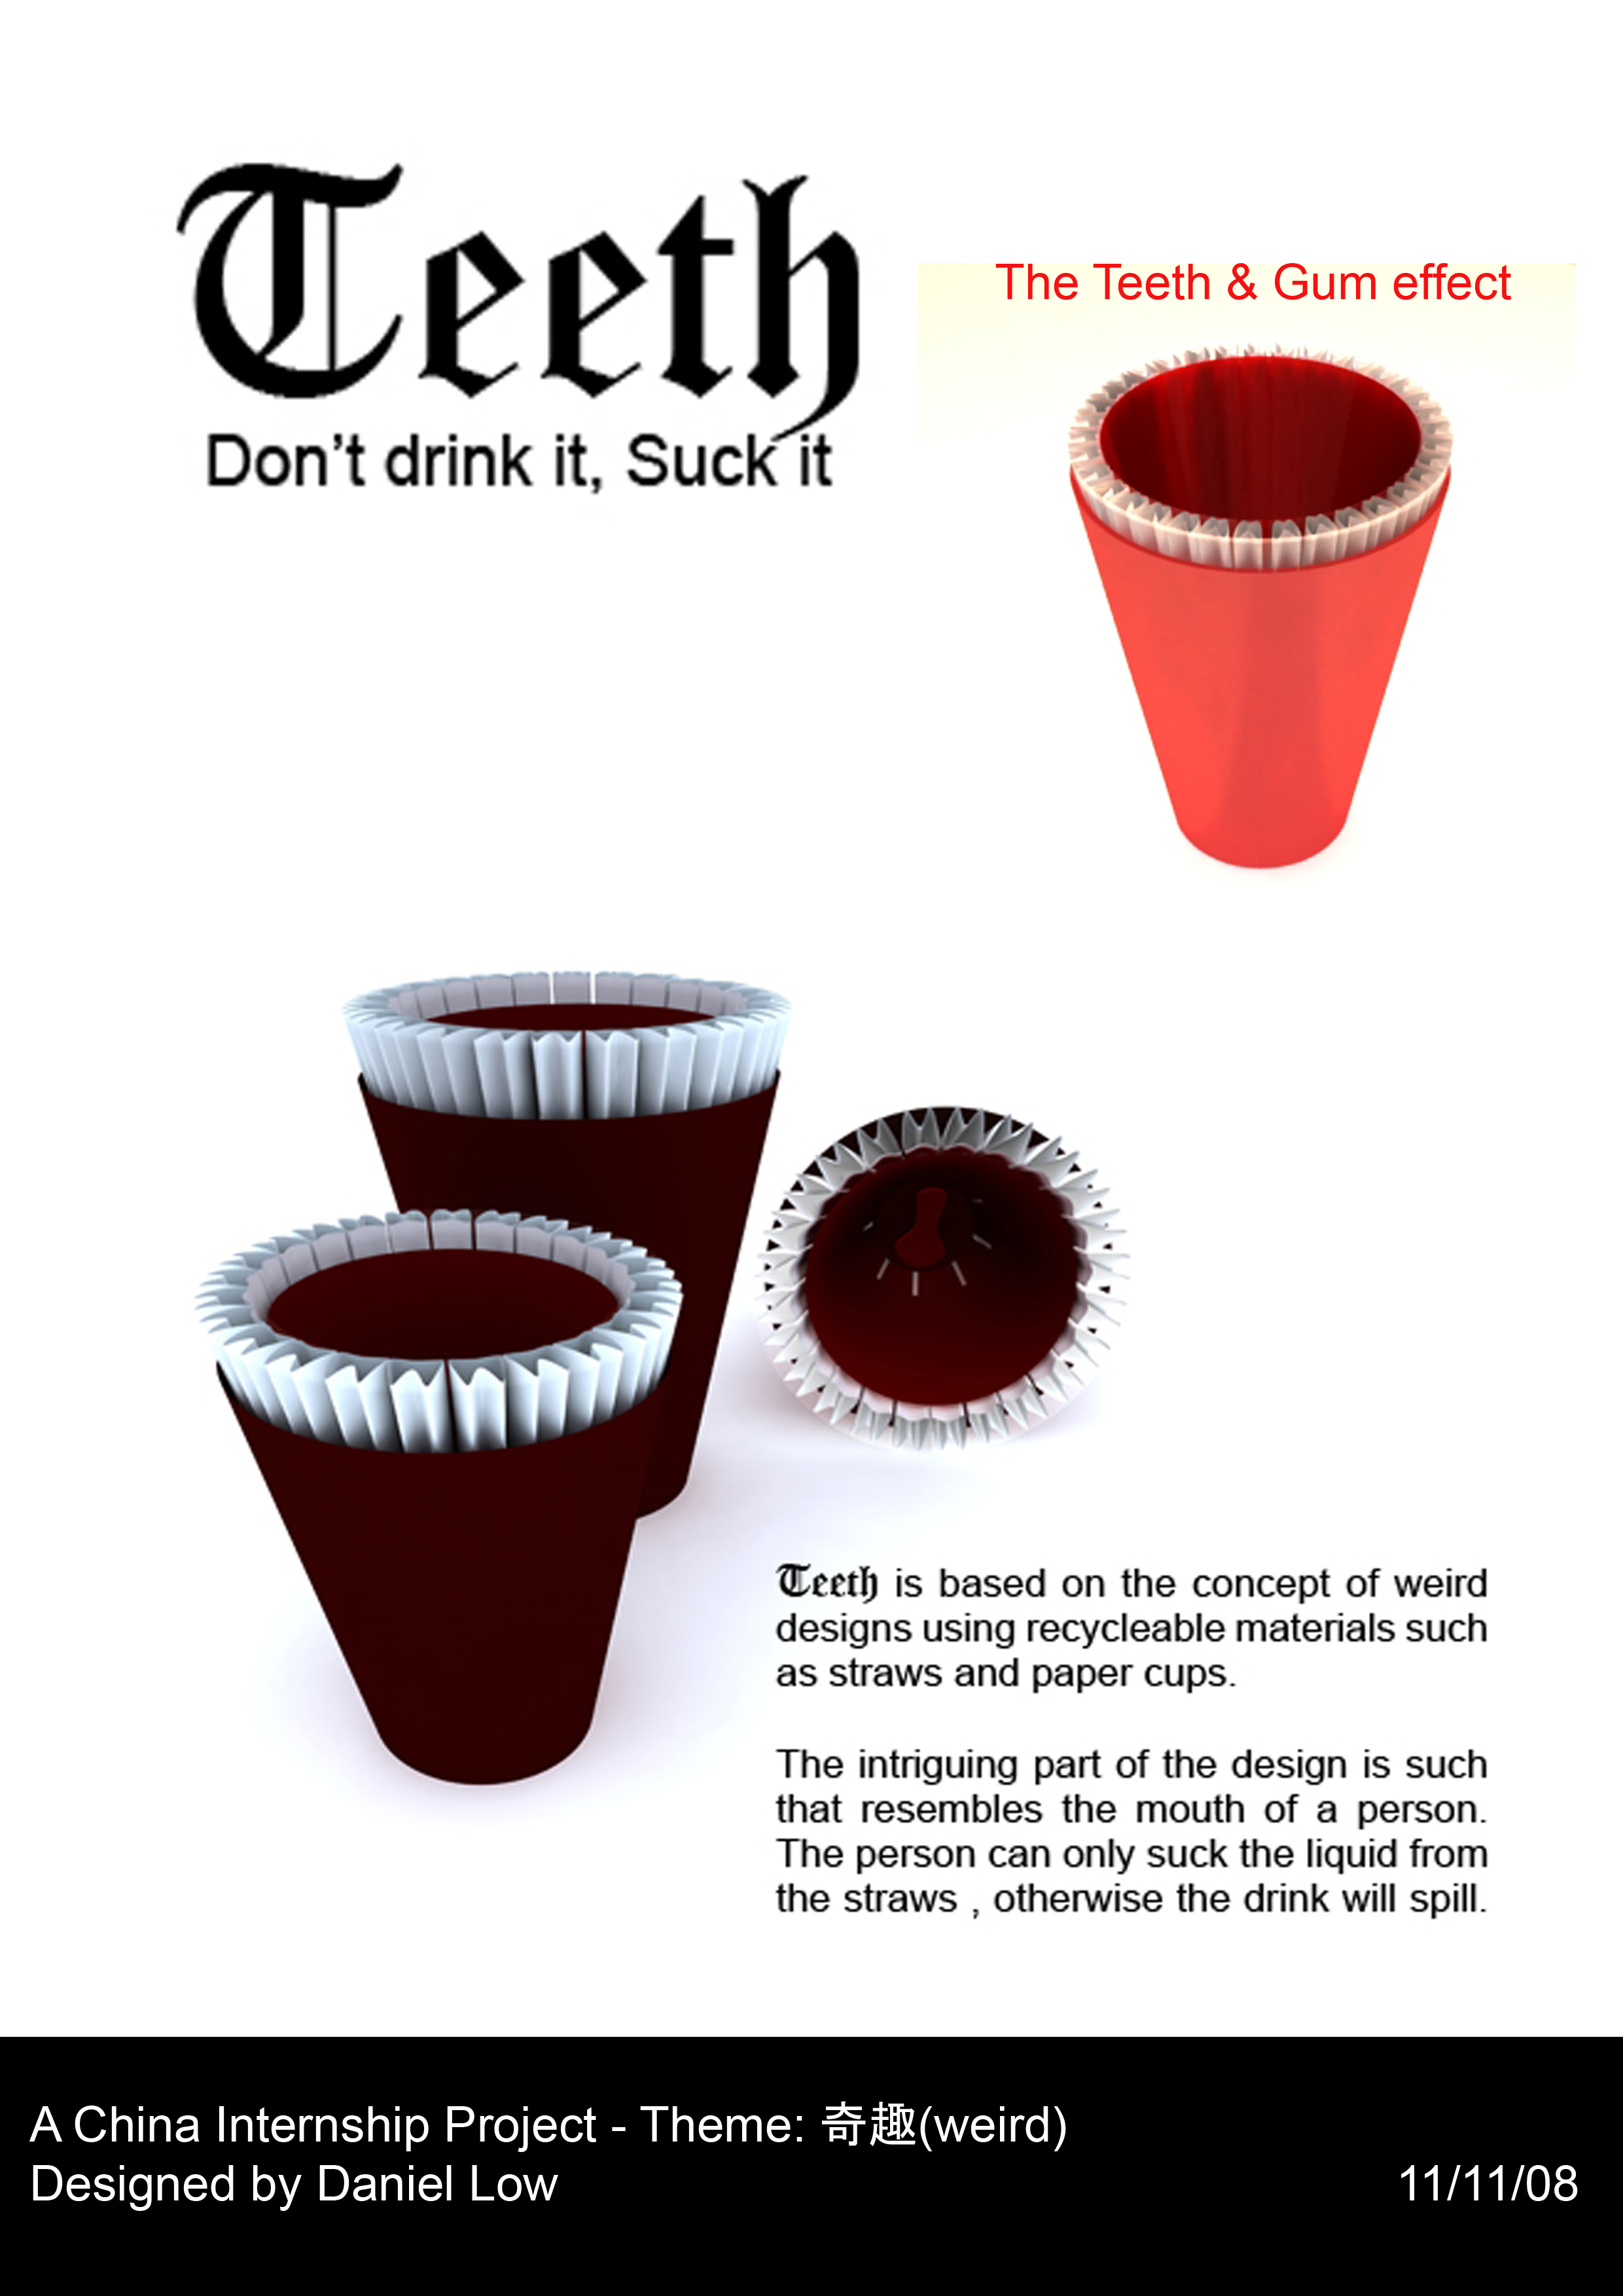 Teeth
Don't drink it, Suck it
The Teeth & Gum effect
Teeth is based on the concept of weird
designs using recycleable materials such
as straws and paper cups.
The intriguing part of the design is such
that resembles the mouth of a person.
The person can only suck the liquid from
the straws , otherwise the drink will spill.
A China Internship Project - Theme: 奇趣(weird)
Designed by Daniel Low
11/11/08